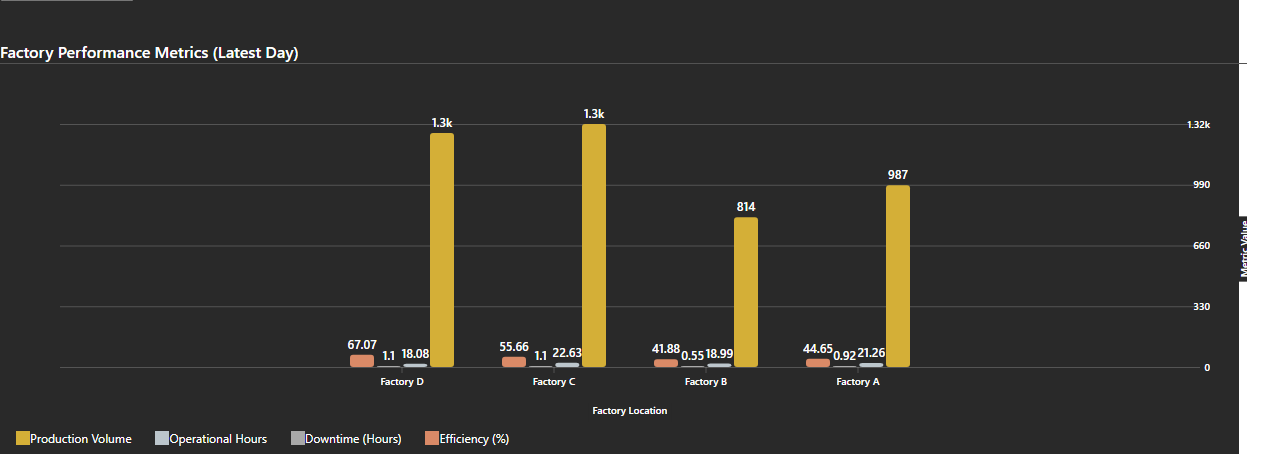 Factory Performance Metrics (Latest Day)
1.3k
1.3k
1.32k
987
990
814
660
Metric Value
330
67.07
1.1
18.08
55.66
1.1
22.63
41.88
0.55
18.99
44.65
0.92
21.26
0
Factory D
Factory C
Factory B
Factory A
Factory Location
Production Volume
Operational Hours
Downtime (Hours)
Efficiency (%)